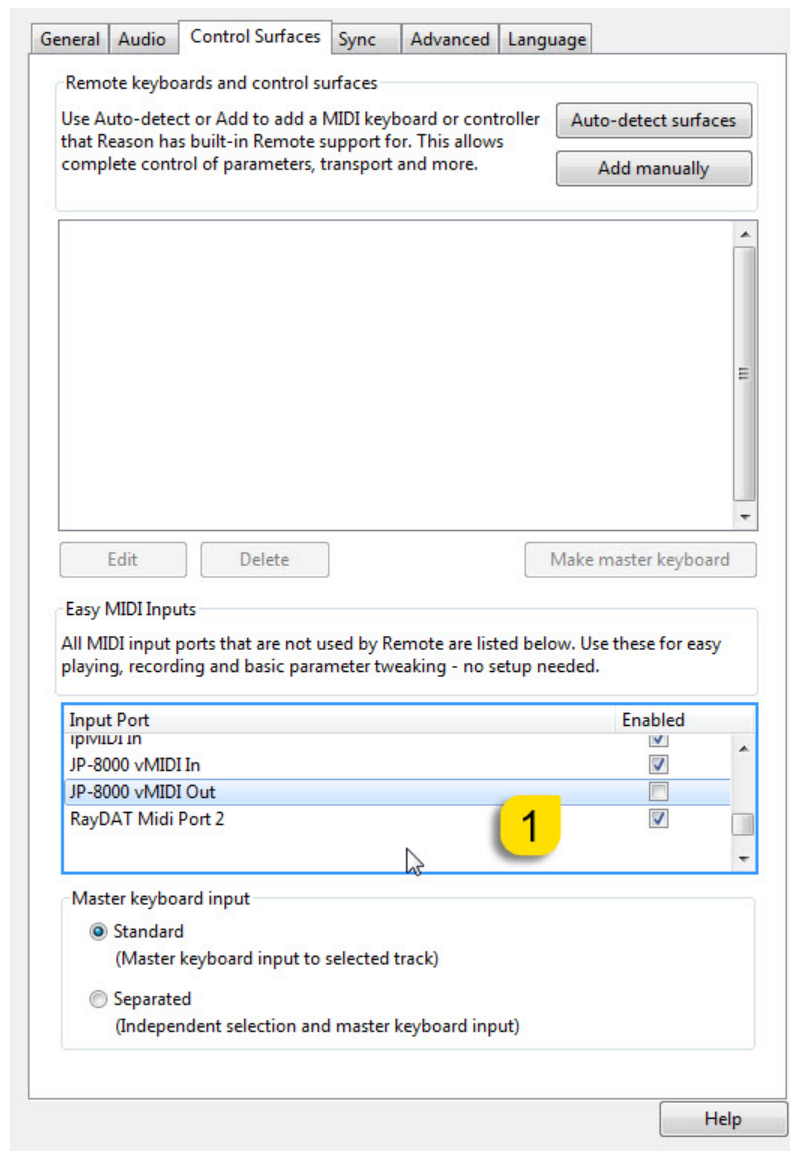 General Audio Control Surfaces Sync Advanced Language
Remote keyboards and control surfaces
Use Auto-detect or Add to add a MIDI keyboard or controller
that Reason has built-in Remote support for. This allows
complete control of parameters, transport and more.
Auto-detect surfaces
Add manually
Edit Delete Make master keyboard
Easy MIDI Inputs
All MIDI input ports that are not used by Remote are listed below. Use these for easy
playing, recording and basic parameter tweaking - no setup needed.
Input Port Enabled
ipMIDI In
JP-8000 vMIDI In
JP-8000 vMIDI Out
RayDAT Midi Port 2
1
Master keyboard input
Standard
(Master keyboard input to selected track)
Separated
(Independent selection and master keyboard input)
Help